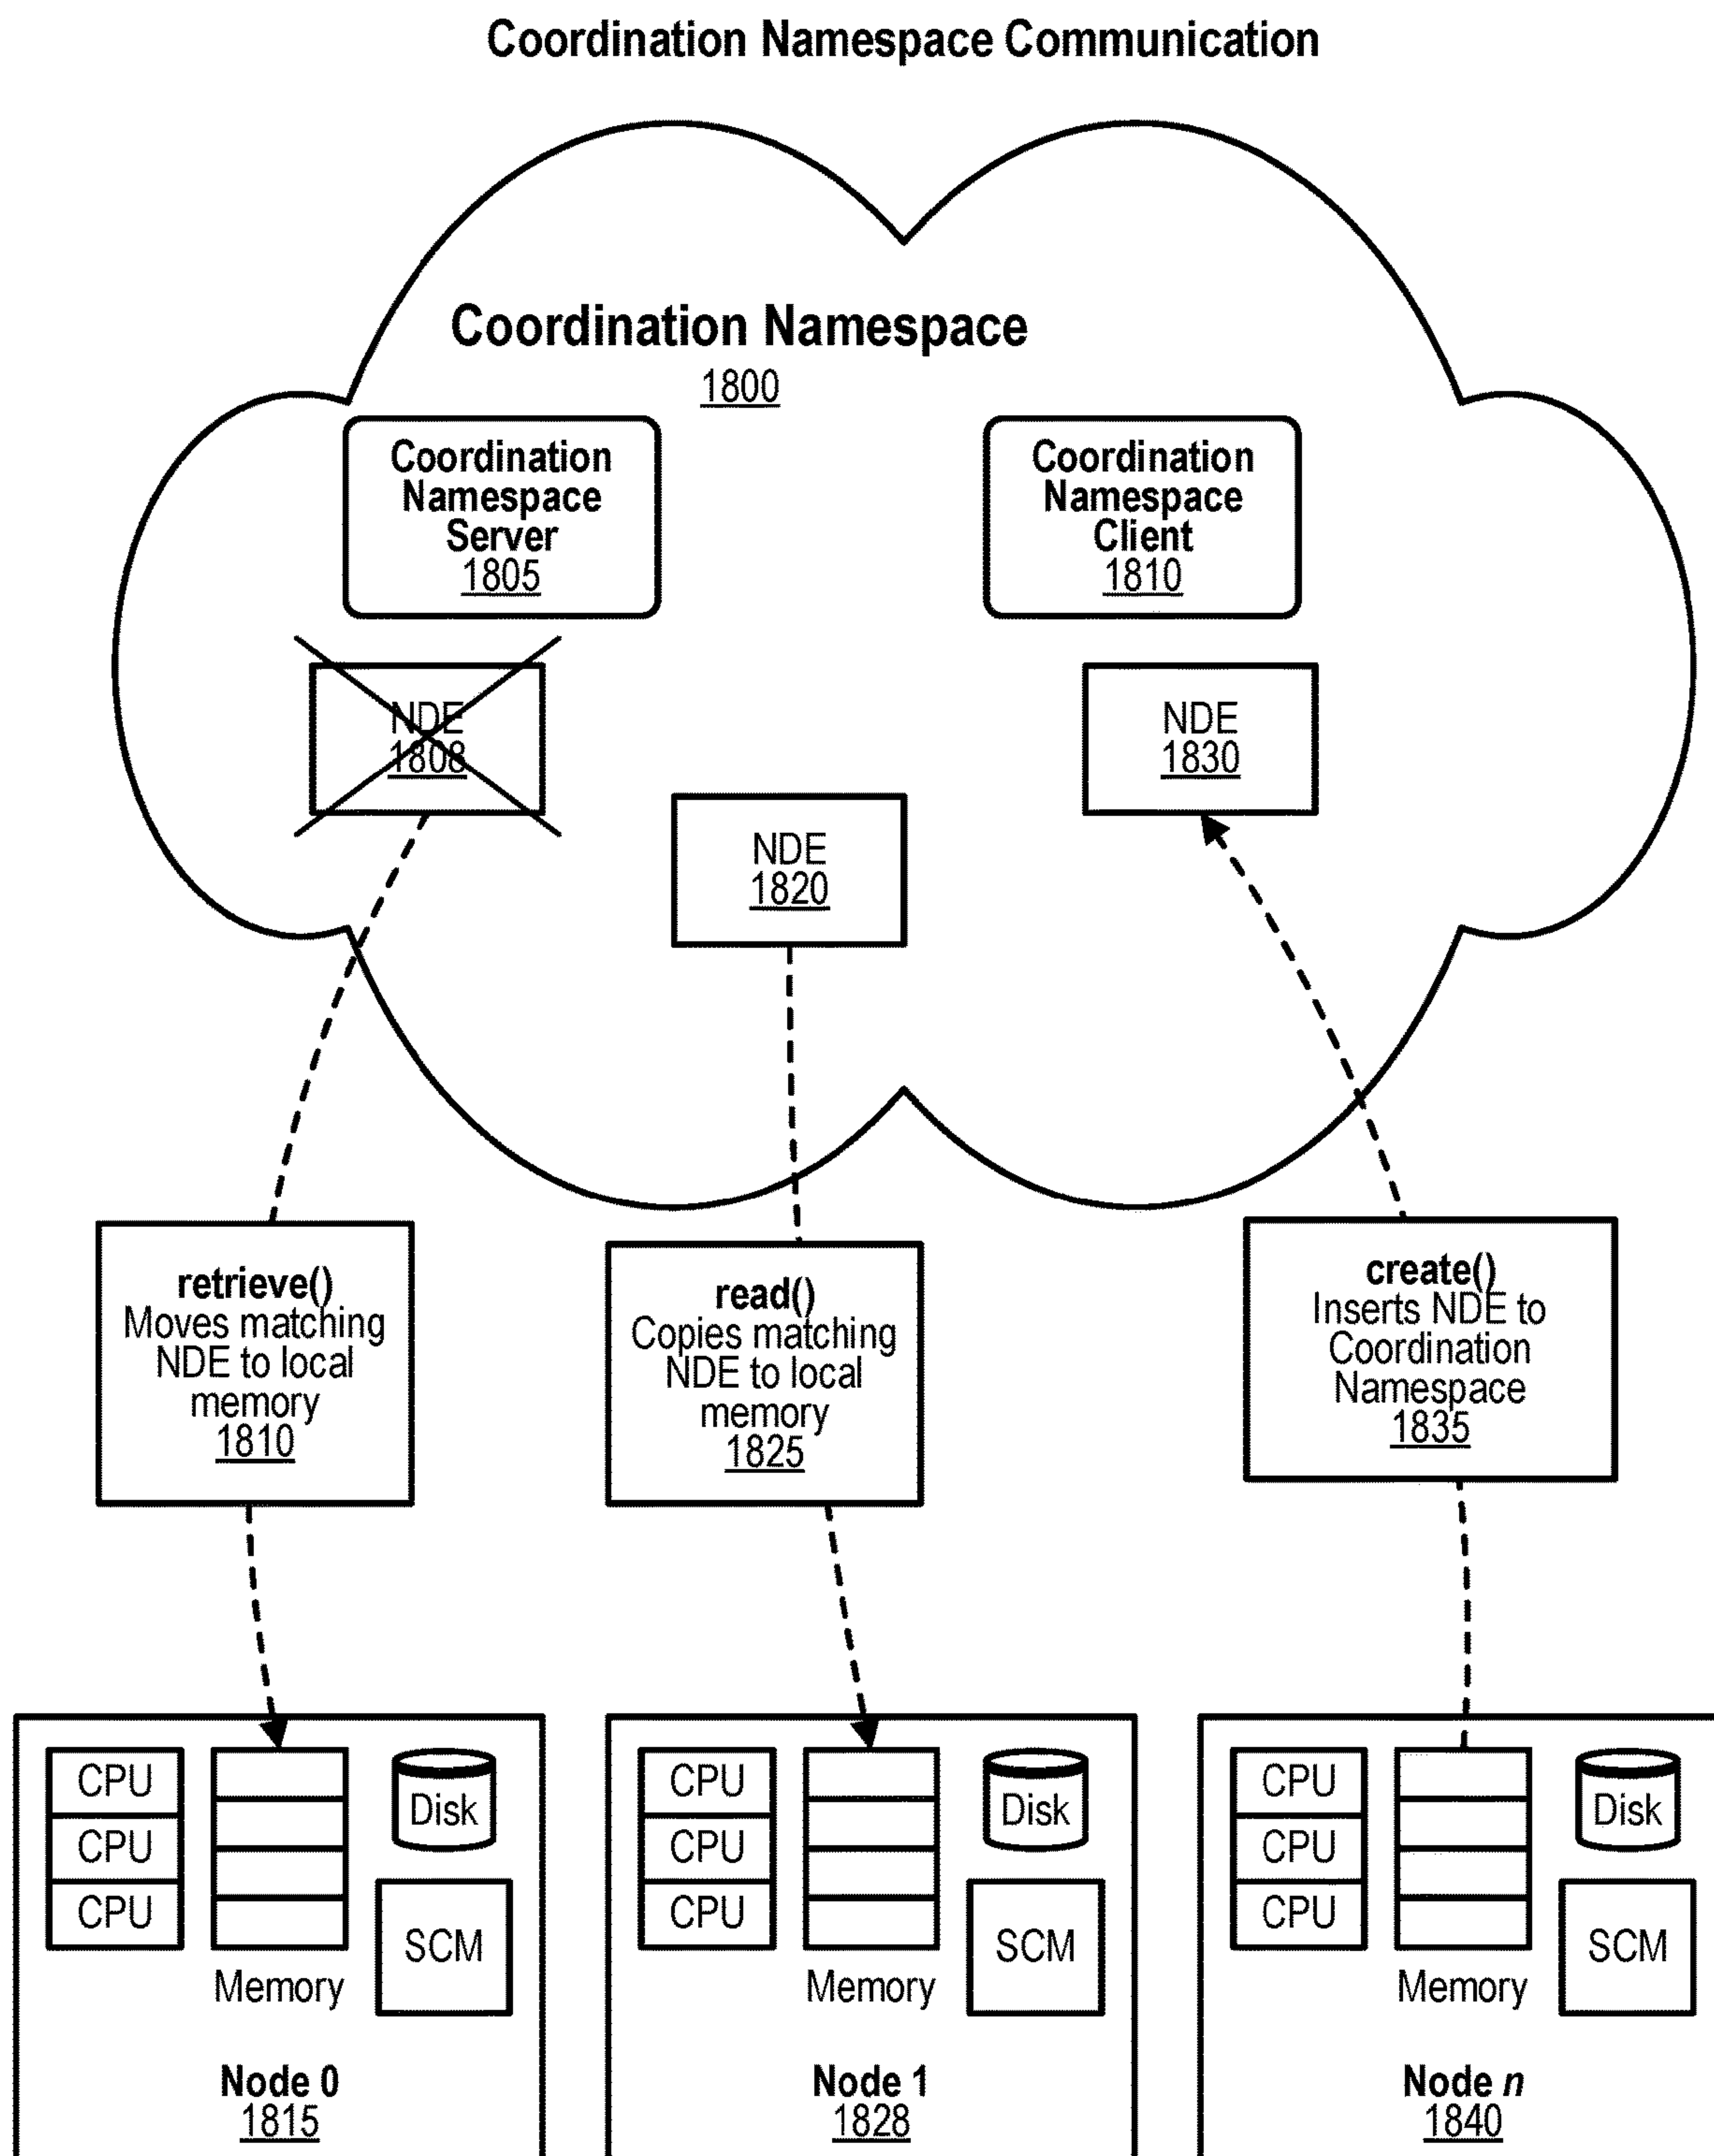 Coordination Namespace Communication
Coordination Namespace
1800
Coordination
Namespace
Server
1805
Coordination
Namespace
Client
1810
NDE
1808
NDE
1830
NDE
1820
retrieve()
Moves matching
NDE to local
memory
1810
read()
Copies matching
NDE to local
memory
1825
create()
Inserts NDE to
Coordination
Namespace
1835
CPU
CPU
CPU
Memory
Disk
SCM
Node 0
1815
CPU
CPU
CPU
Memory
Disk
SCM
Node 1
1828
CPU
CPU
CPU
Memory
Disk
SCM
Node n
1840